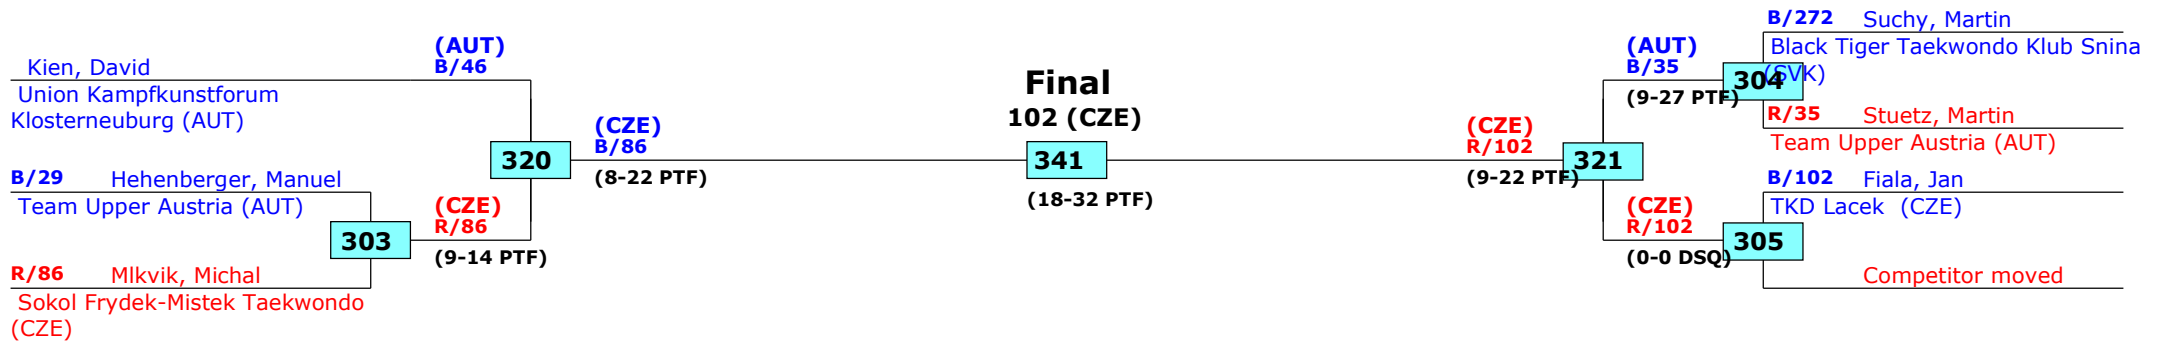 (AUT)
B/46
Kien, David
Union Kampfkunstforum
Klosterneuburg (AUT)
B/29 Hehenberger, Manuel
Team Upper Austria (AUT)
303
R/86 Mlkvik, Michal
Sokol Frydek-Mistek Taekwondo
(CZE)
(CZE)
R/86
(9-14 PTF)
320
(CZE)
B/86
(8-22 PTF)
Final
102 (CZE)
341
(18-32 PTF)
(CZE)
R/102
(9-22 PTF)
321
(AUT)
B/35
(9-27 PTF)
304
B/272 Suchy, Martin
Black Tiger Taekwondo Klub Snina
(SVK)
R/35 Stuetz, Martin
Team Upper Austria (AUT)
(CZE)
R/102
(0-0 DSQ)
305
B/102 Fiala, Jan
TKD Lacek (CZE)
Competitor moved